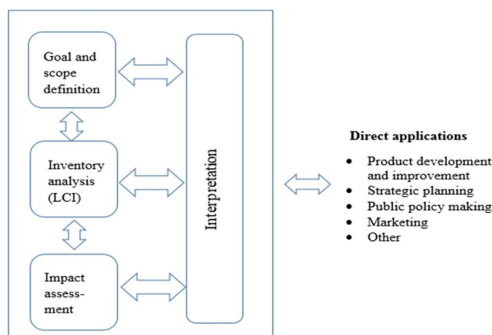 Goal and
scope
definition
Inventory
analysis
(LCI)
Impact
assess-
ment
Interpretation
Direct applications
• Product development
and improvement
• Strategic planning
• Public policy making
• Marketing
• Other